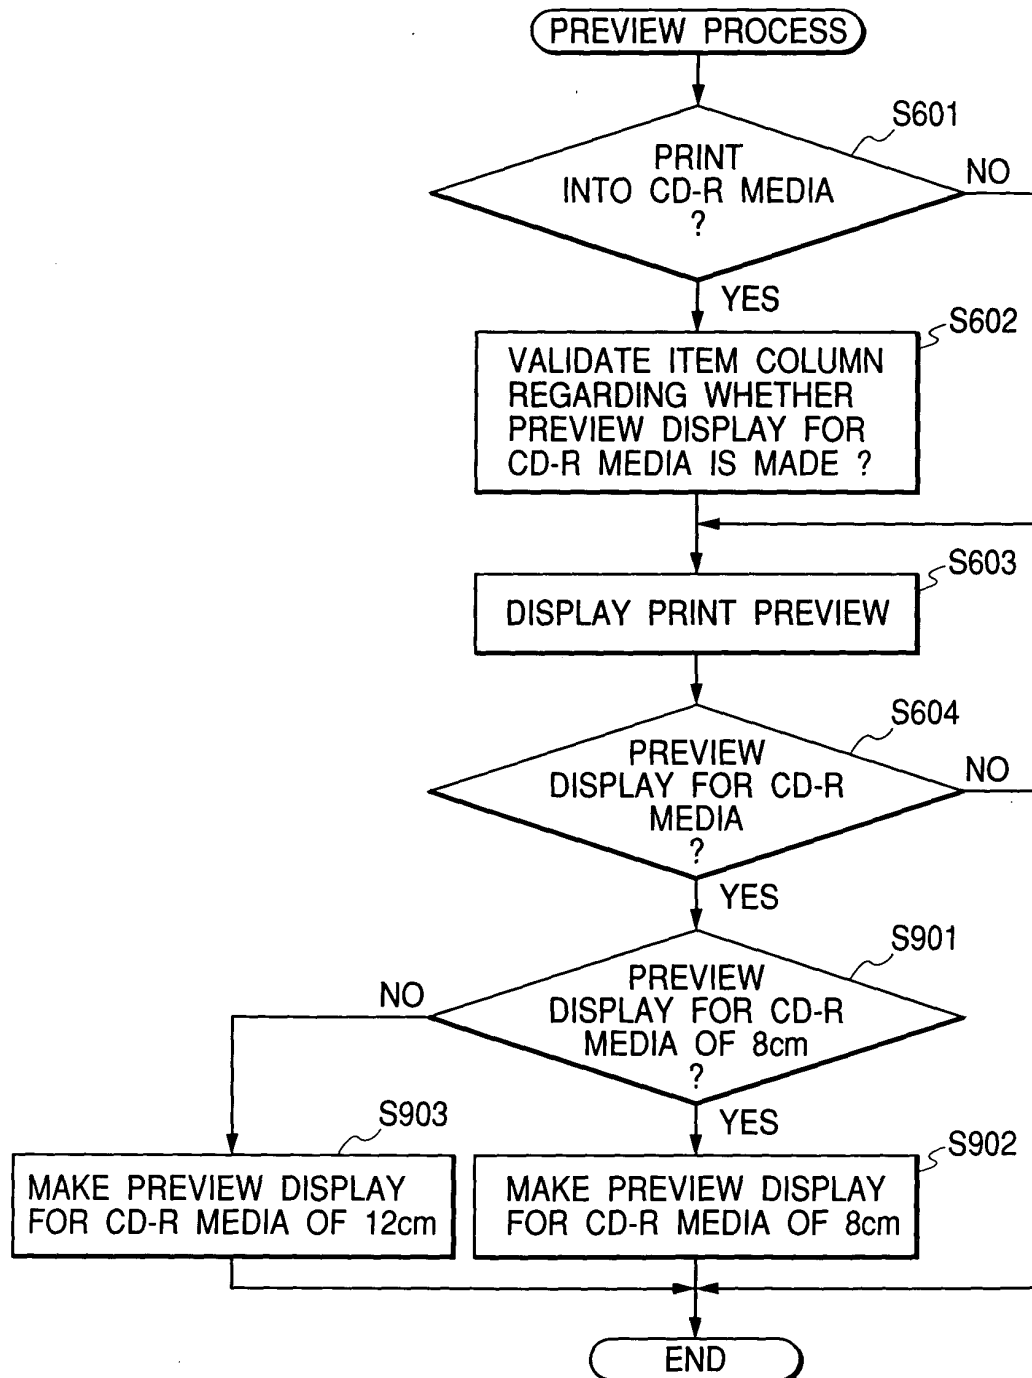 PREVIEW PROCESS
S601
PRINT
INTO CD-R MEDIA
?
NO
YES
S602
VALIDATE ITEM COLUMN
REGARDING WHETHER
PREVIEW DISPLAY FOR
CD-R MEDIA IS MADE ?
S603
DISPLAY PRINT PREVIEW
S604
PREVIEW
DISPLAY FOR CD-R
MEDIA
?
NO
YES
S901
PREVIEW
DISPLAY FOR CD-R
MEDIA OF 8cm
?
NO
YES
S903
MAKE PREVIEW DISPLAY
FOR CD-R MEDIA OF 12cm
S902
MAKE PREVIEW DISPLAY
FOR CD-R MEDIA OF 8cm
END